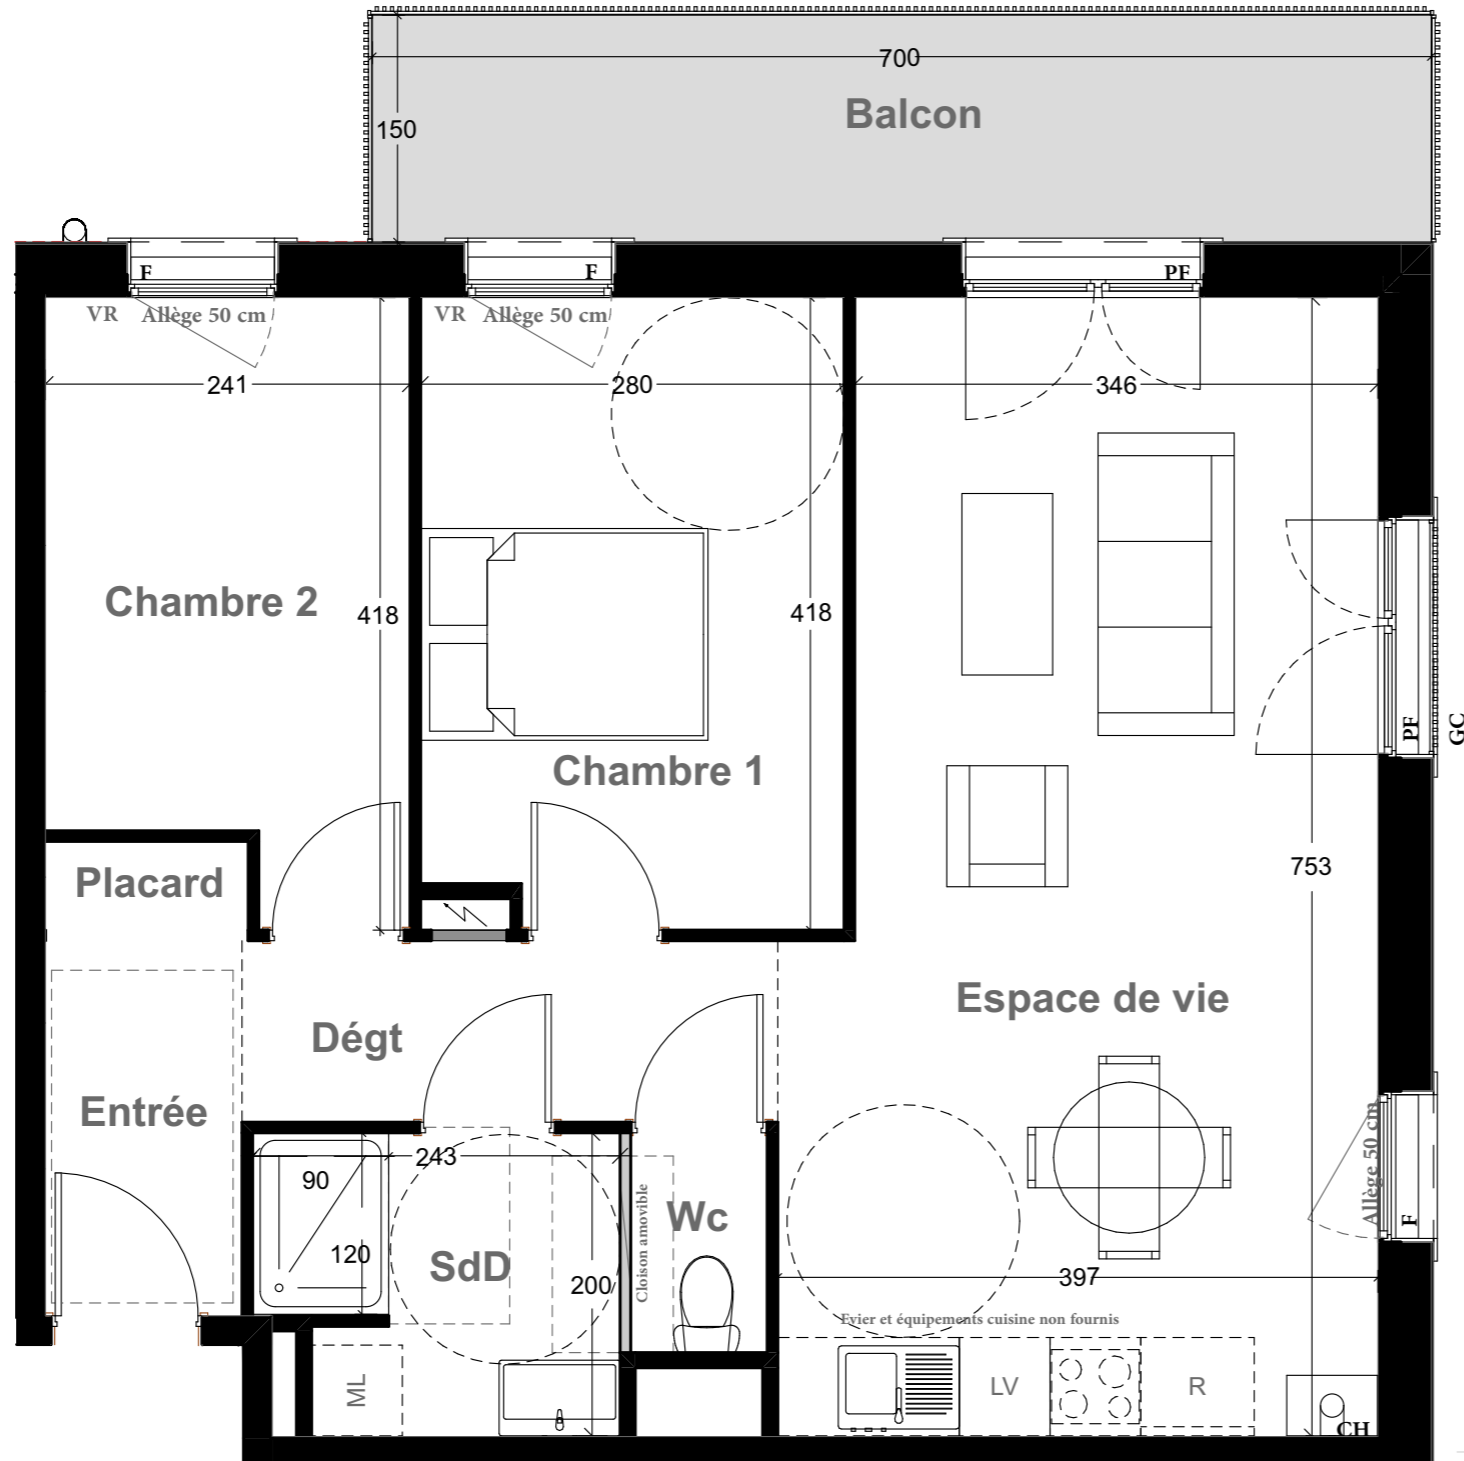 700
Balcon
150
F
F
PF
VR
Allège 50 cm
VR
Allège 50 cm
241
280
346
Chambre 2
418
418
Chambre 1
PF
GC
Placard
753
Espace de vie
Dégt
Entrée
243
90
120
SdD
200
Cloison amovible
Wc
Allège 50 cm
F
397
Evier et équipements cuisine non fournis
ML
LV
R
CH